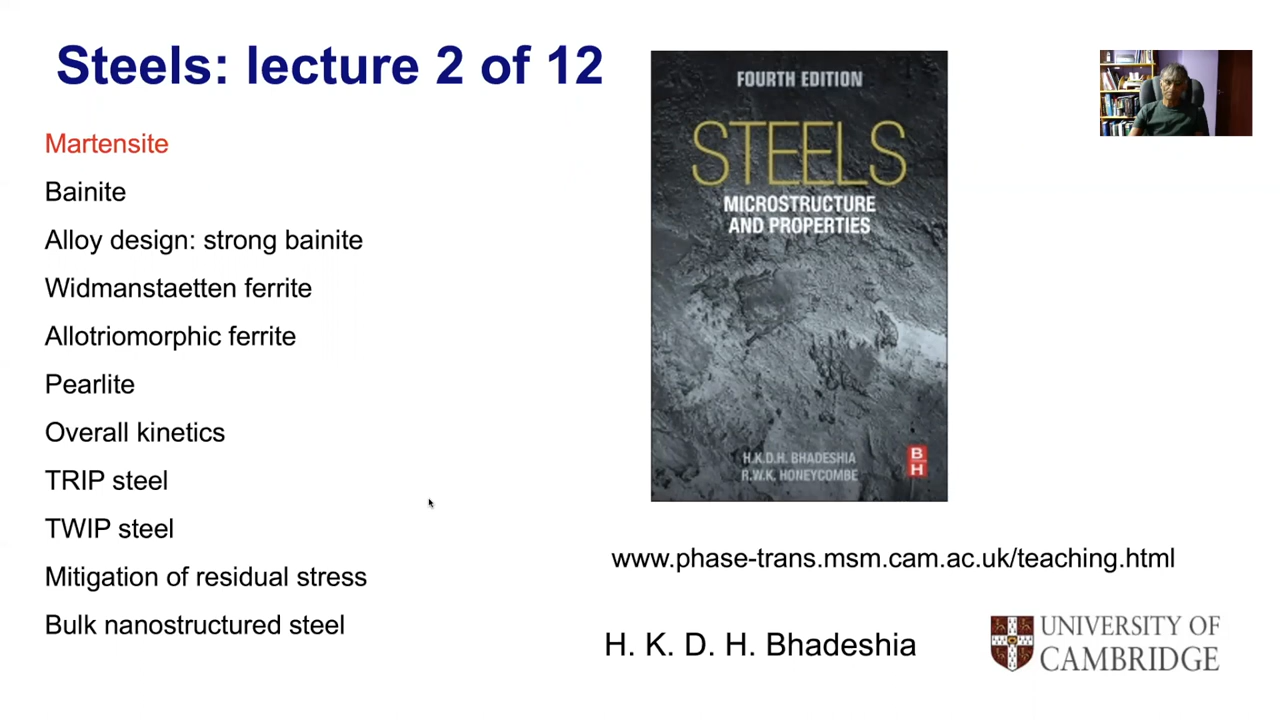 Steels: lecture 2 of 12
Martensite
Bainite
Alloy design: strong bainite
Widmanstaetten ferrite
Allotriomorphic ferrite
Pearlite
Overall kinetics
TRIP steel
TWIP steel
Mitigation of residual stress
Bulk nanostructured steel
FOURTH EDITION
STEELS
MICROSTRUCTURE
AND PROPERTIES
H.K.D.H. BHADESHIA
R.W.K. HONEYCOMBE
B
H
www.phase-trans.msm.cam.ac.uk/teaching.html
H. K. D. H. Bhadeshia
UNIVERSITY OF
CAMBRIDGE